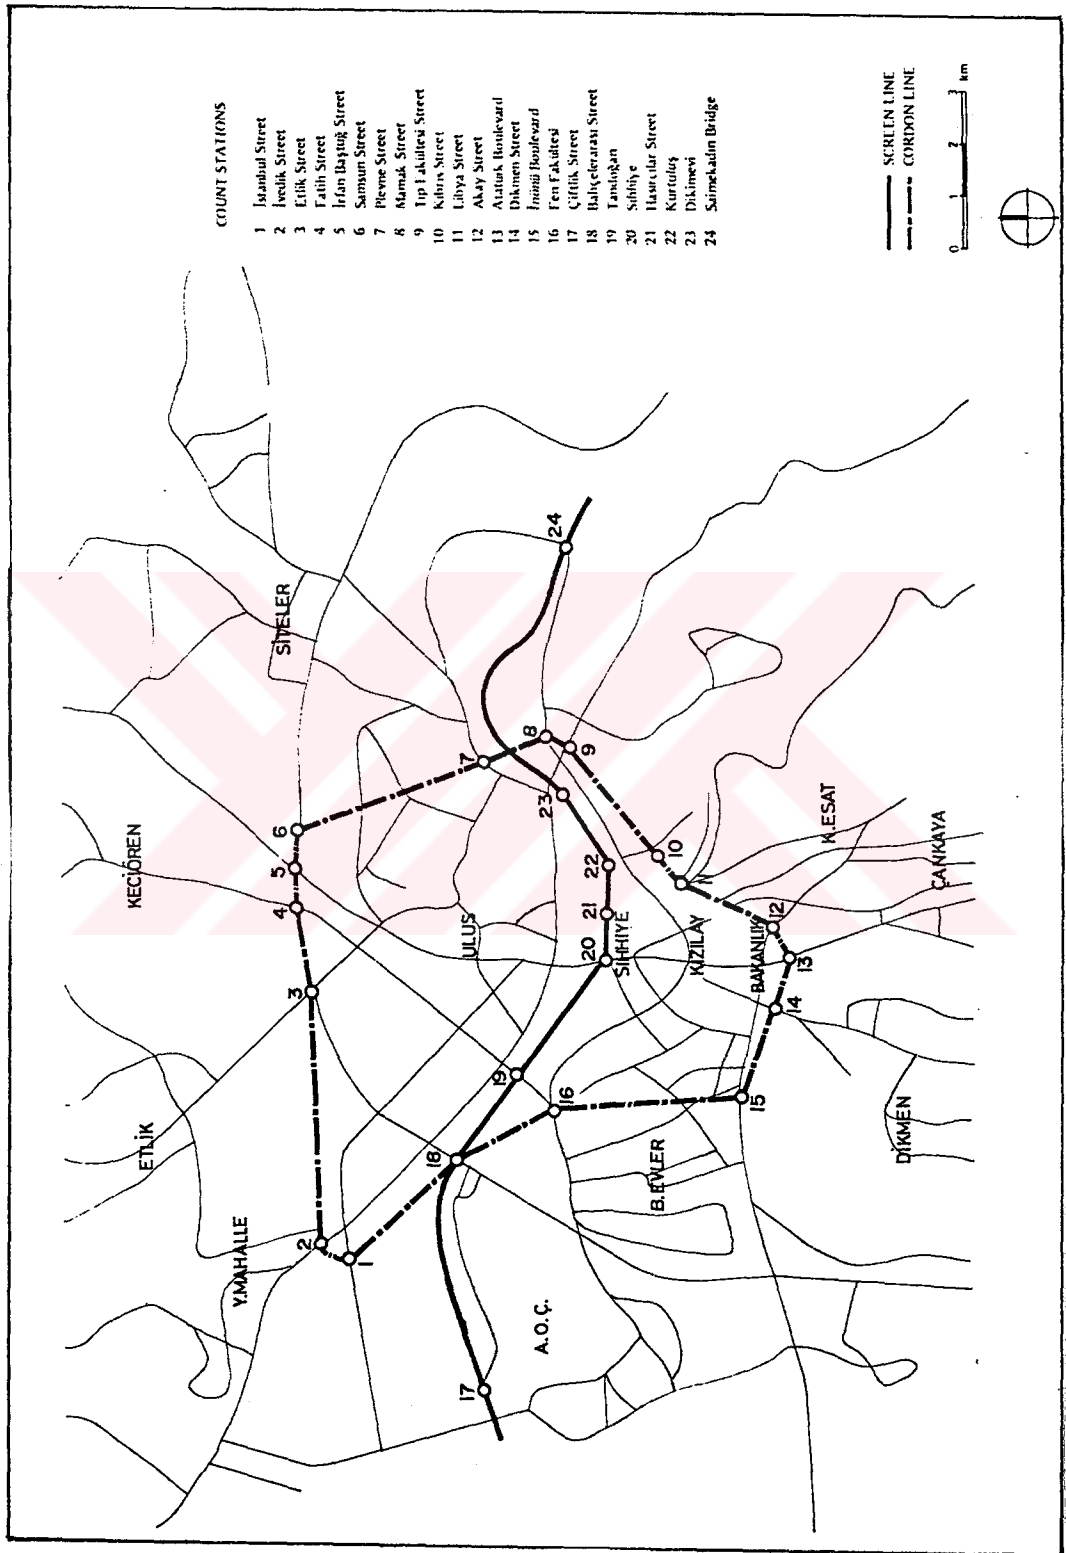 COUNT STATIONS
1 İstanbul Street
2 İvedik Street
3 Etlik Street
4 Fatih Street
5 İrfan Baştuğ Street
6 Samsun Street
7 Plevne Street
8 Mamak Street
9 Tıp Fakültesi Street
10 Kıbrıs Street
11 Libya Street
12 Akay Street
13 Atatürk Boulevard
14 Dikmen Street
15 İnönü Boulevard
16 Fen Fakültesi
17 Çiftlik Street
18 Bahçelerarası Street
19 Tandoğan
20 Sıhhiye
21 Hasırcılar Street
22 Kurtuluş
23 Dikimevi
24 Saimekadın Bridge
SCREEN LINE
CORDON LINE
0 1 2 3 km
KEÇİÖREN
ETLİK
Y.MAHALLE
SİTELER
ULUS
SIHHIYE
KIZILAY
BAKANLIK
K.ESAT
ÇANKAYA
DİKMEN
B.EVLER
A.O.Ç.
1
2
3
4
5
6
7
8
9
10
11
12
13
14
15
16
17
18
19
20
21
22
23
24